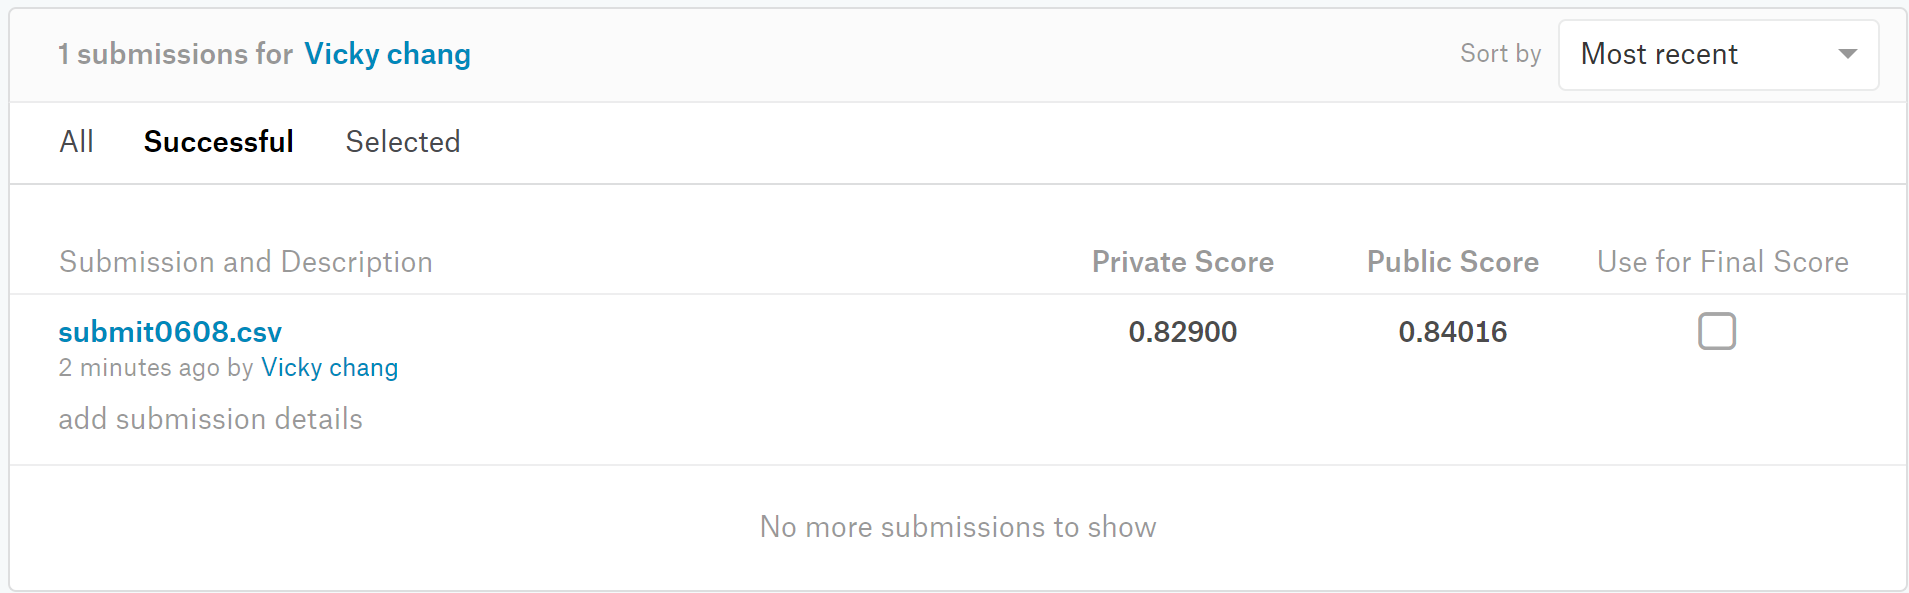 1 submissions for Vicky chang
Sort by Most recent
All Successful Selected
Submission and Description Private Score Public Score Use for Final Score
submit0608.csv 0.82900 0.84016
2 minutes ago by Vicky chang
add submission details
No more submissions to show